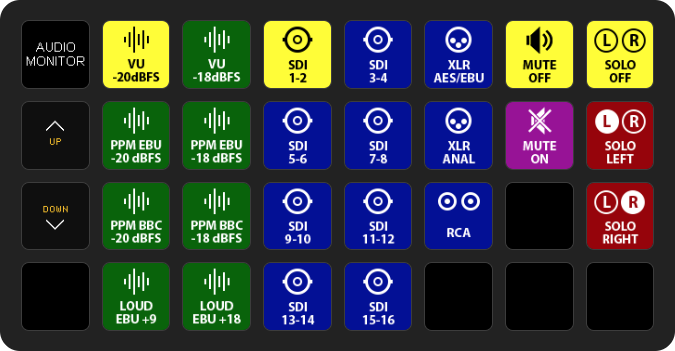 AUDIO
MONITOR
VU
-20dBFS
VU
-18dBFS
SDI
1-2
SDI
3-4
XLR
AES/EBU
MUTE
OFF
L R
SOLO
OFF
UP
PPM EBU
-20 dBFS
PPM EBU
-18 dBFS
SDI
5-6
SDI
7-8
XLR
ANAL
MUTE
ON
L R
SOLO
LEFT
DOWN
PPM BBC
-20 dBFS
PPM BBC
-18 dBFS
SDI
9-10
SDI
11-12
RCA
L R
SOLO
RIGHT
LOUD
EBU +9
LOUD
EBU +18
SDI
13-14
SDI
15-16